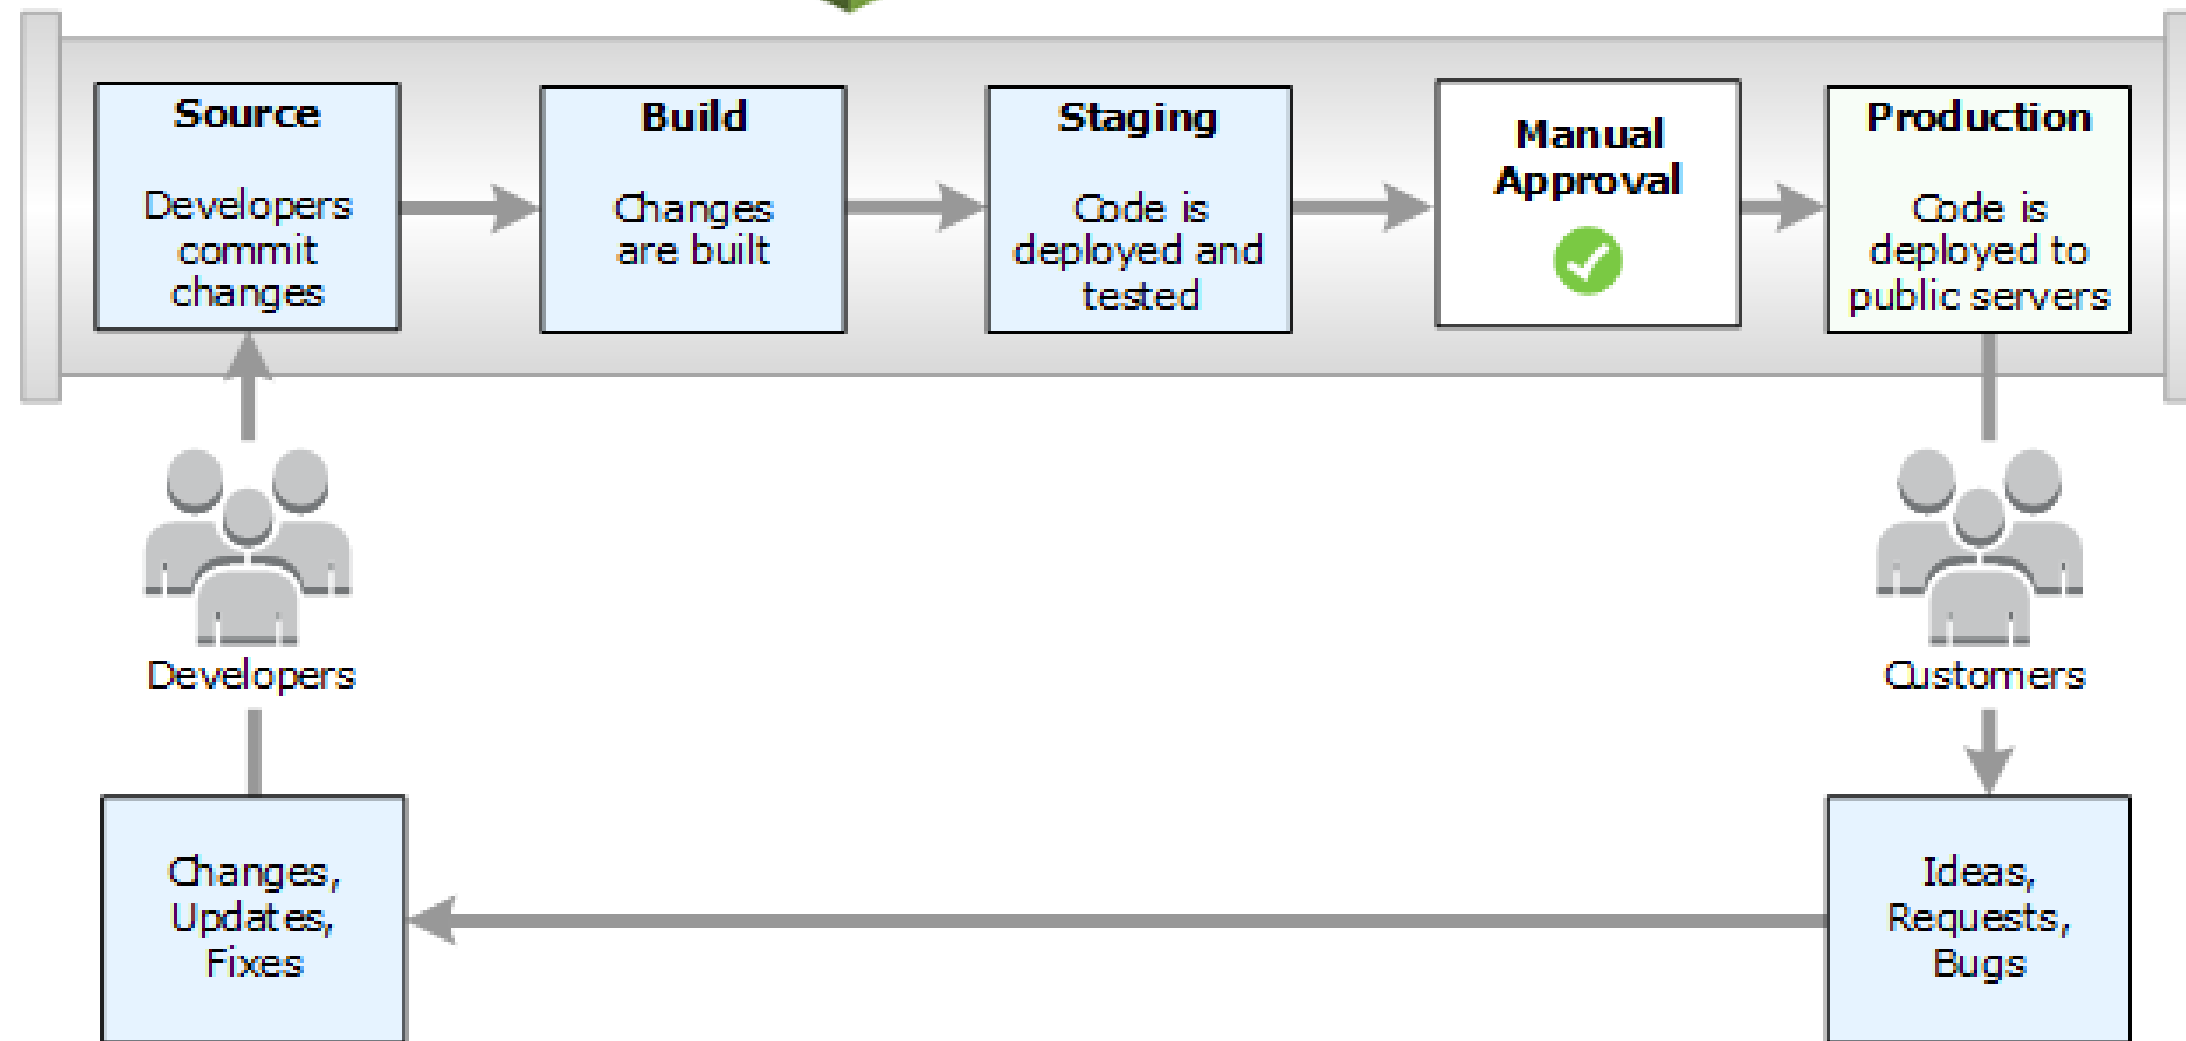 Source
Developers
commit
changes
Build
Changes
are built
Staging
Code is
deployed and
tested
Manual
Approval
Production
Code is
deployed to
public servers
Developers
Customers
Changes,
Updates,
Fixes
Ideas,
Requests,
Bugs